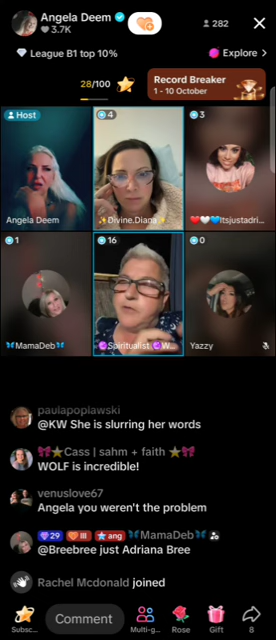 Angela Deem
3.7K
282
League B1 top 10%
Explore >
28/100
Record Breaker
1 - 10 October
Host
4
3
Angela Deem
✨Divine.Diana✨
❤️🤍💙Itsjustadri...
1
16
0
🦋MamaDeb🦋
🔮Spiritualist.🔮W...
Yazzy
paulapoplawski
@KW She is slurring her words
🎀⭐Cass | sahm + faith ⭐🎀
WOLF is incredible!
venuslove67
Angela you weren't the problem
29 III ang 🦋MamaDeb🦋
@Breebree just Adriana Bree
Rachel Mcdonald joined
Comment
Subsc...
Multi-g...
Rose
Gift
8